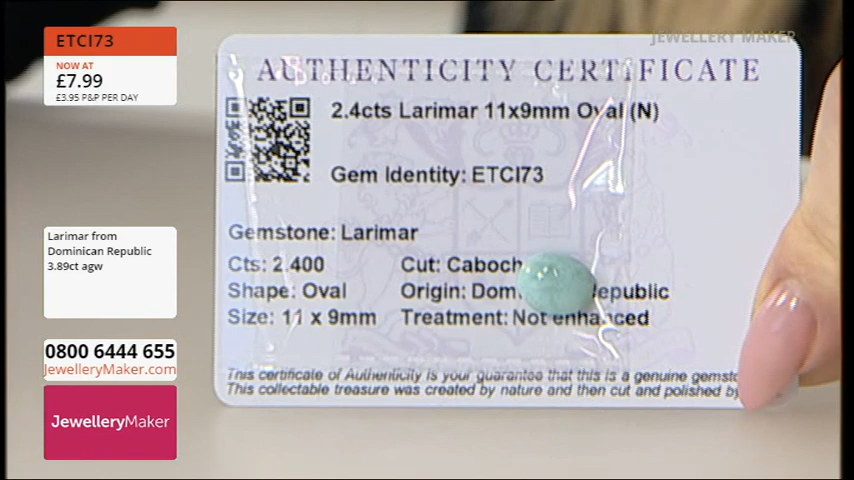 JEWELLERY MAKER
ETCI73
NOW AT
£7.99
£3.95 P&P PER DAY
Larimar from
Dominican Republic
3.89ct agw
0800 6444 655
JewelleryMaker.com
JewelleryMaker
AUTHENTICITY CERTIFICATE
2.4cts Larimar 11x9mm Oval (N)
Gem Identity: ETCI73
Gemstone: Larimar
Cts: 2.400 Cut: Caboch
Shape: Oval Origin: Dom epublic
Size: 11 x 9mm Treatment: Not enhanced
This certificate of Authenticity is your guarantee that this is a genuine gemsto
This collectable treasure was created by nature and then cut and polished by